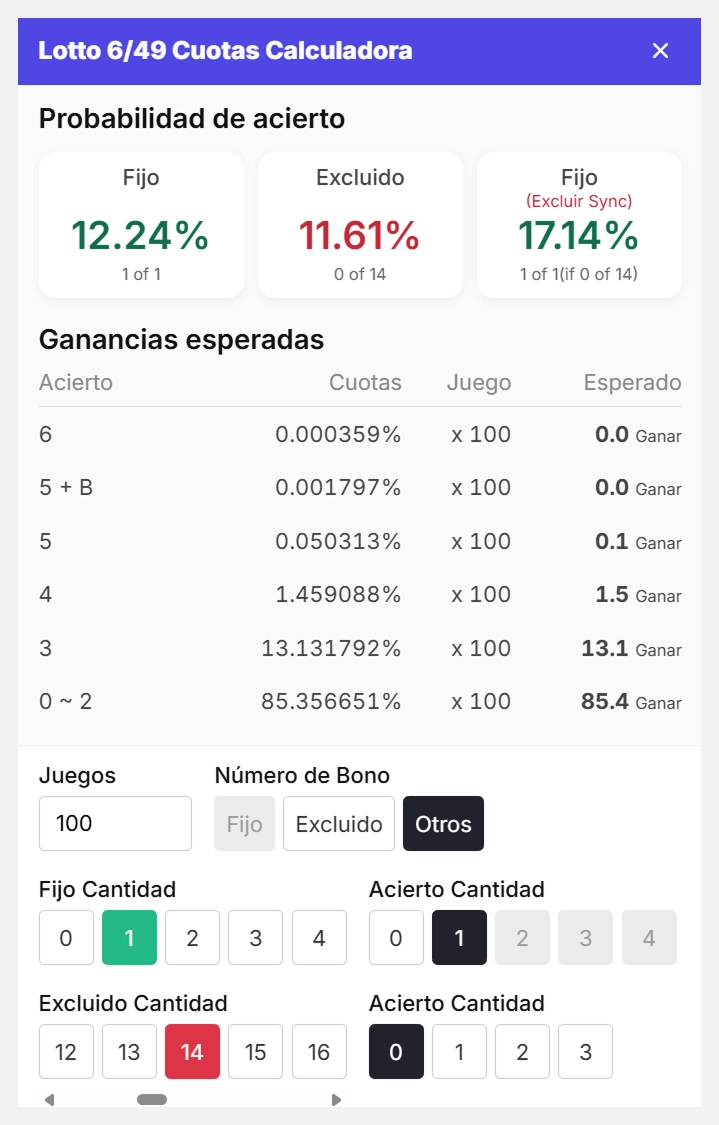 Lotto 6/49 Cuotas Calculadora ×
Probabilidad de acierto
Fijo Excluido Fijo
(Excluir Sync)
12.24% 11.61% 17.14%
1 of 1 0 of 14 1 of 1(if 0 of 14)
Ganancias esperadas
Acierto Cuotas Juego Esperado
6 0.000359% x 100 0.0 Ganar
5 + B 0.001797% x 100 0.0 Ganar
5 0.050313% x 100 0.1 Ganar
4 1.459088% x 100 1.5 Ganar
3 13.131792% x 100 13.1 Ganar
0 ~ 2 85.356651% x 100 85.4 Ganar
Juegos Número de Bono
100 Fijo Excluido Otros
Fijo Cantidad Acierto Cantidad
0 1 2 3 4 0 1 2 3 4
Excluido Cantidad Acierto Cantidad
12 13 14 15 16 0 1 2 3